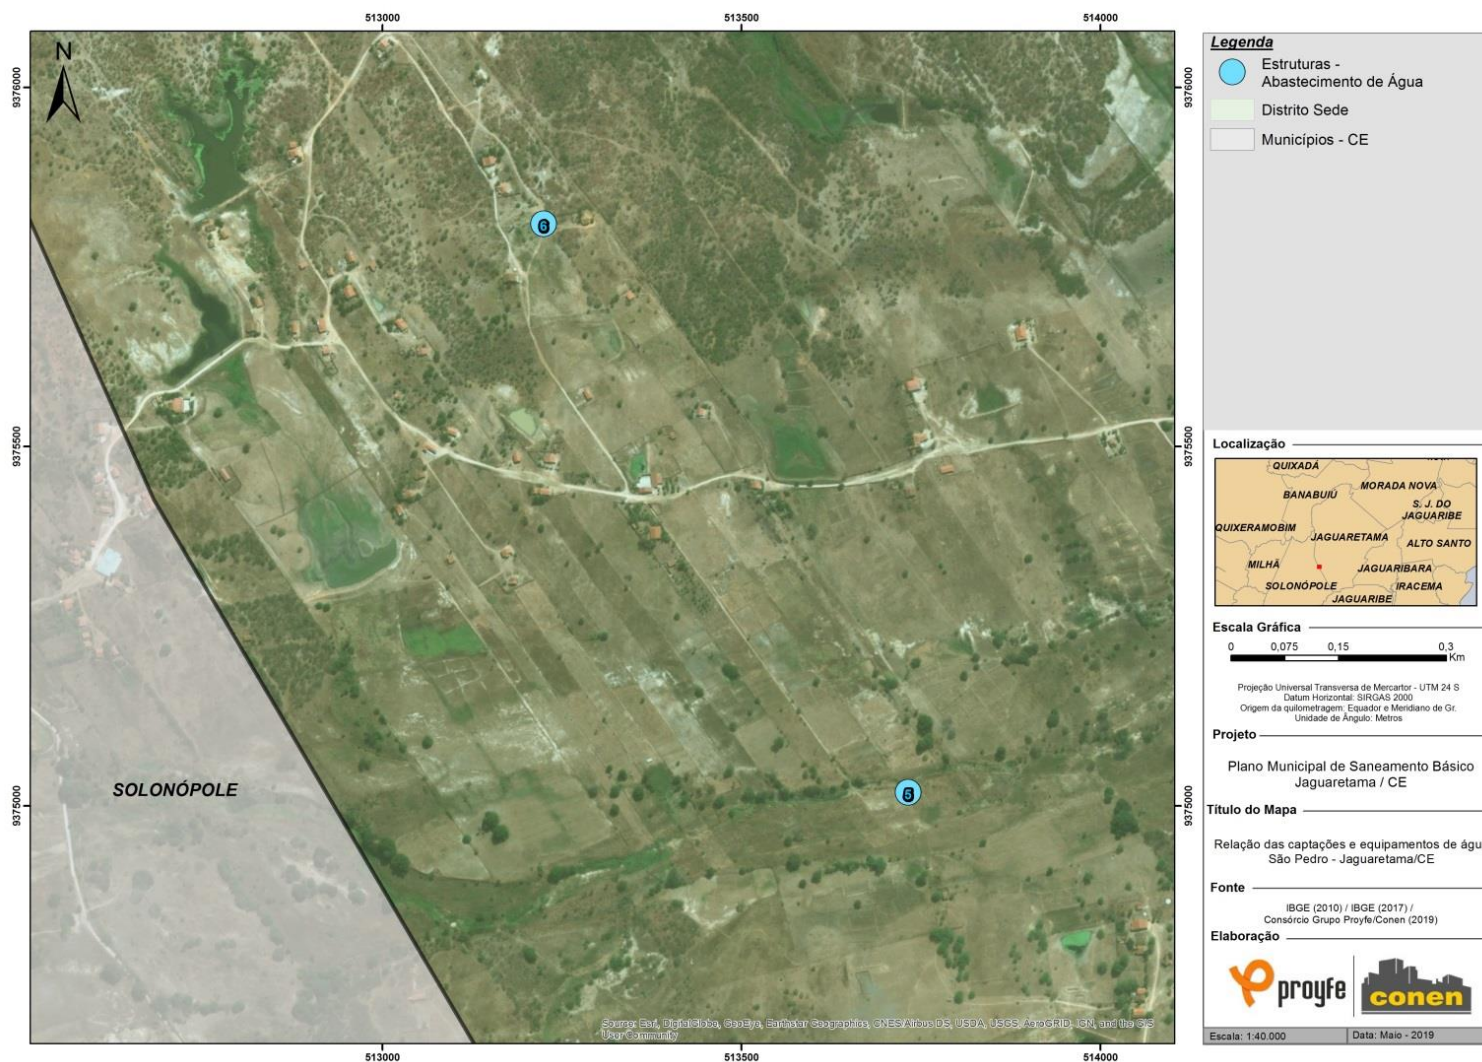 513000
513500
514000
N
9376000
9376000
6
9375500
9375500
5
SOLONÓPOLE
9375000
9375000
Source: Esri, DigitalGlobe, GeoEye, Earthstar Geographics, CNES/Airbus DS, USDA, USGS, AeroGRID, IGN, and the GIS
User Community
513000
513500
514000
Legenda
Estruturas -
Abastecimento de Água
Distrito Sede
Municípios - CE
Localização
QUIXADÁ
MORADA NOVA
BANABUIÚ
S. J. DO
JAGUARIBE
QUIXERAMOBIM
JAGUARETAMA
ALTO SANTO
MILHÃ
JAGUARIBARA
SOLONÓPOLE
IRACEMA
JAGUARIBE
Escala Gráfica
0 0,075 0,15 0,3
Km
Projeção Universal Transversa de Mercartor - UTM 24 S
Datum Horizontal: SIRGAS 2000
Origem da quilometragem: Equador e Meridiano de Gr.
Unidade de Ângulo: Metros
Projeto
Plano Municipal de Saneamento Básico
Jaguaretama / CE
Título do Mapa
Relação das captações e equipamentos de águ
São Pedro - Jaguaretama/CE
Fonte
IBGE (2010) / IBGE (2017) /
Consórcio Grupo Proyfe/Conen (2019)
Elaboração
proyfe
conen
Escala: 1:40.000
Data: Maio - 2019